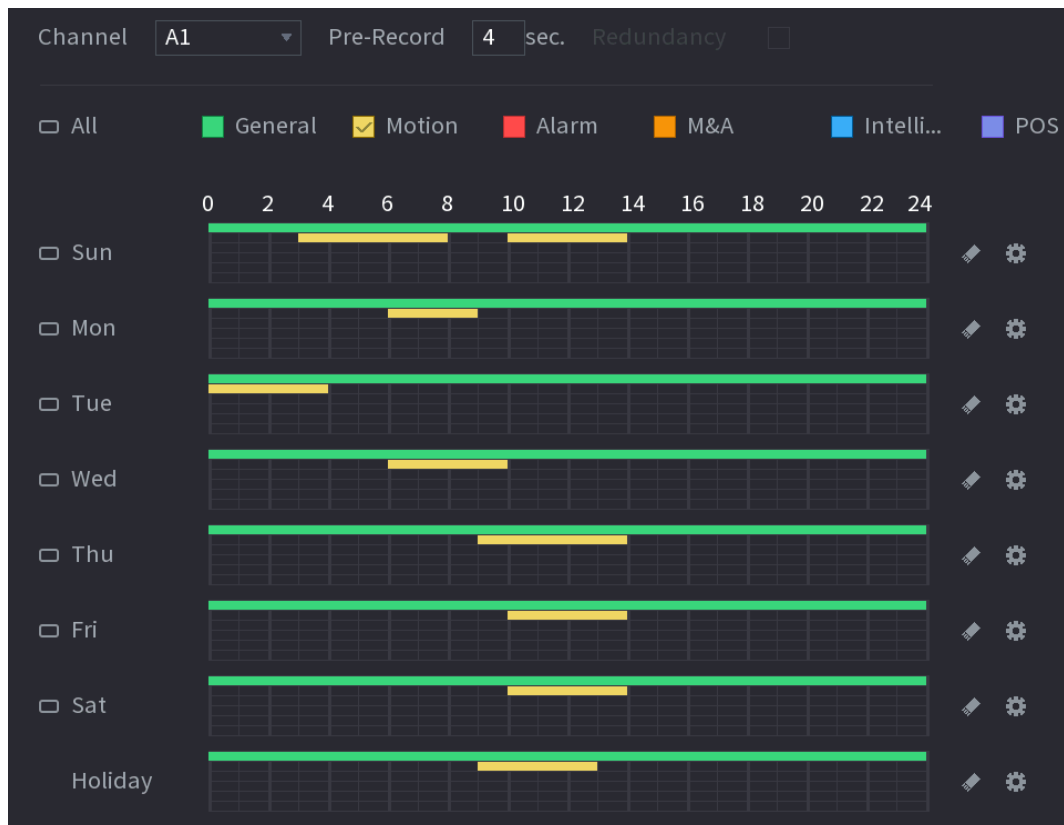 Channel A1 Pre-Record 4 sec. Redundancy
All General Motion Alarm M&A Intelli... POS
0 2 4 6 8 10 12 14 16 18 20 22 24
Sun
Mon
Tue
Wed
Thu
Fri
Sat
Holiday